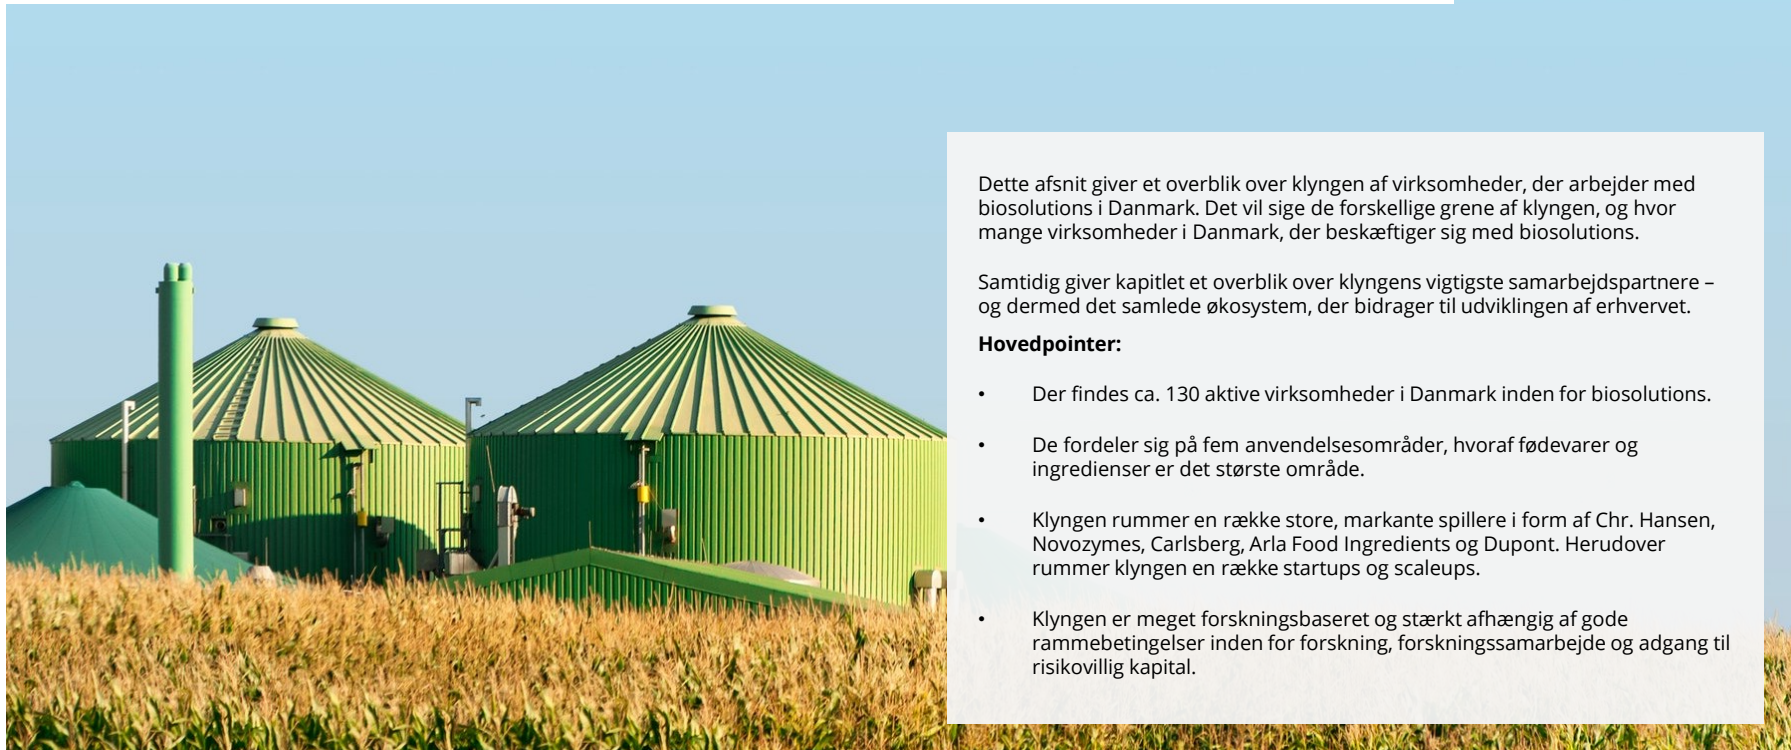 Dette afsnit giver et overblik over klyngen af virksomheder, der arbejder med
biosolutions i Danmark. Det vil sige de forskellige grene af klyngen, og hvor
mange virksomheder i Danmark, der beskæftiger sig med biosolutions.
Samtidig giver kapitlet et overblik over klyngens vigtigste samarbejdspartnere –
og dermed det samlede økosystem, der bidrager til udviklingen af erhvervet.
Hovedpointer:
• Der findes ca. 130 aktive virksomheder i Danmark inden for biosolutions.
• De fordeler sig på fem anvendelsesområder, hvoraf fødevarer og
ingredienser er det største område.
• Klyngen rummer en række store, markante spillere i form af Chr. Hansen,
Novozymes, Carlsberg, Arla Food Ingredients og Dupont. Herudover
rummer klyngen en række startups og scaleups.
• Klyngen er meget forskningsbaseret og stærkt afhængig af gode
rammebetingelser inden for forskning, forskningssamarbejde og adgang til
risikovillig kapital.